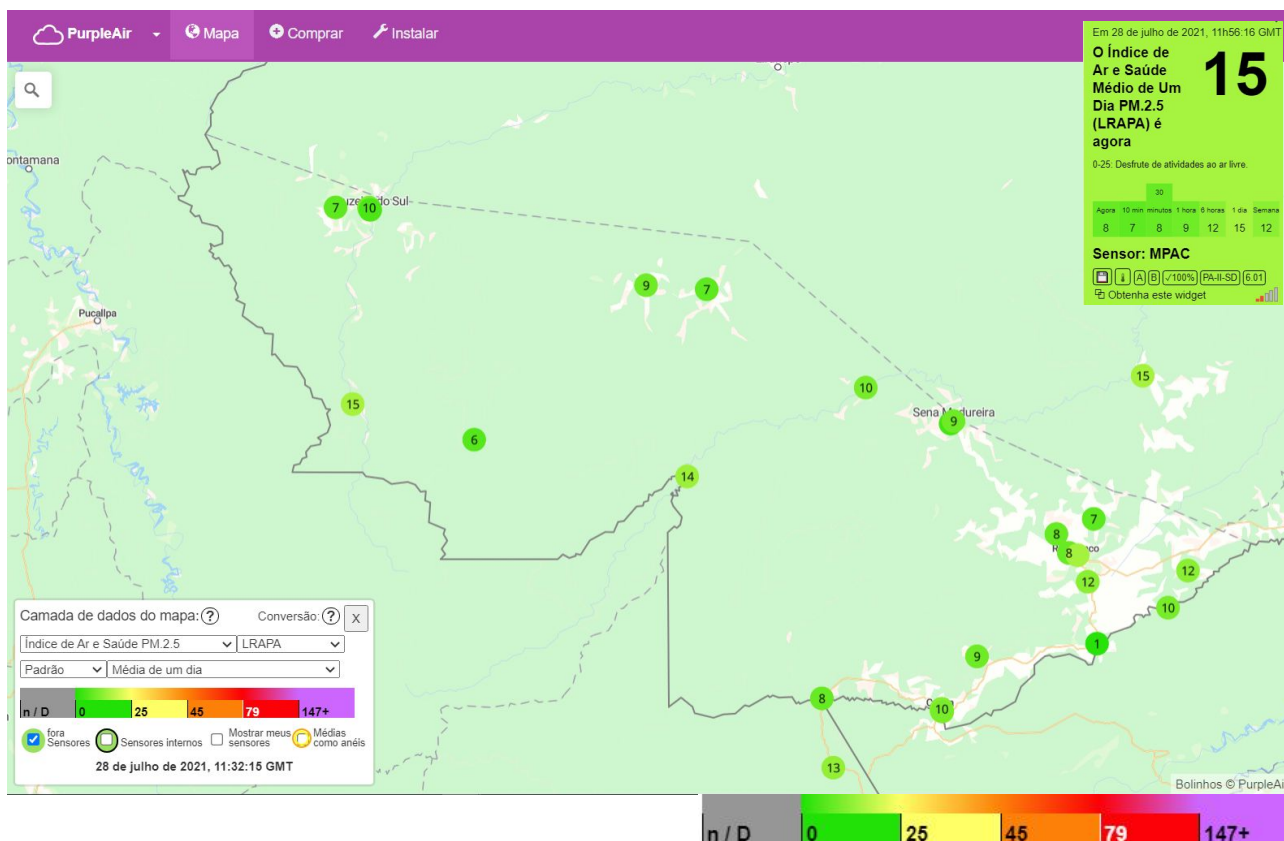 PurpleAir
Mapa
Comprar
Instalar
Em 28 de julho de 2021, 11h56:16 GMT
O Índice de
Ar e Saúde
Médio de Um
Dia PM.2.5
(LRAPA) é
agora
15
0-25: Desfrute de atividades ao ar livre.
30
Agora 10 min minutos 1 hora 6 horas 1 dia Semana
8 7 8 9 12 15 12
Sensor: MPAC
A B √100% PA-II-SD 6.01
Obtenha este widget
ontamana
7
10
do Sul
9
7
Pucallpa
15
10
15
Sena
dureira
9
6
14
7
8
8
co
12
12
10
1
9
8
10
13
Camada de dados do mapa: ?
Conversão: ? X
Índice de Ar e Saúde PM.2.5 LRAPA
Padrão Média de um dia
n / D 0 25 45 79 147+
fora
Sensores
Sensores internos
Mostrar meus
sensores
Médias
como anéis
28 de julho de 2021, 11:32:15 GMT
Bolinhos © PurpleAi
n / D 0 25 45 79 147+